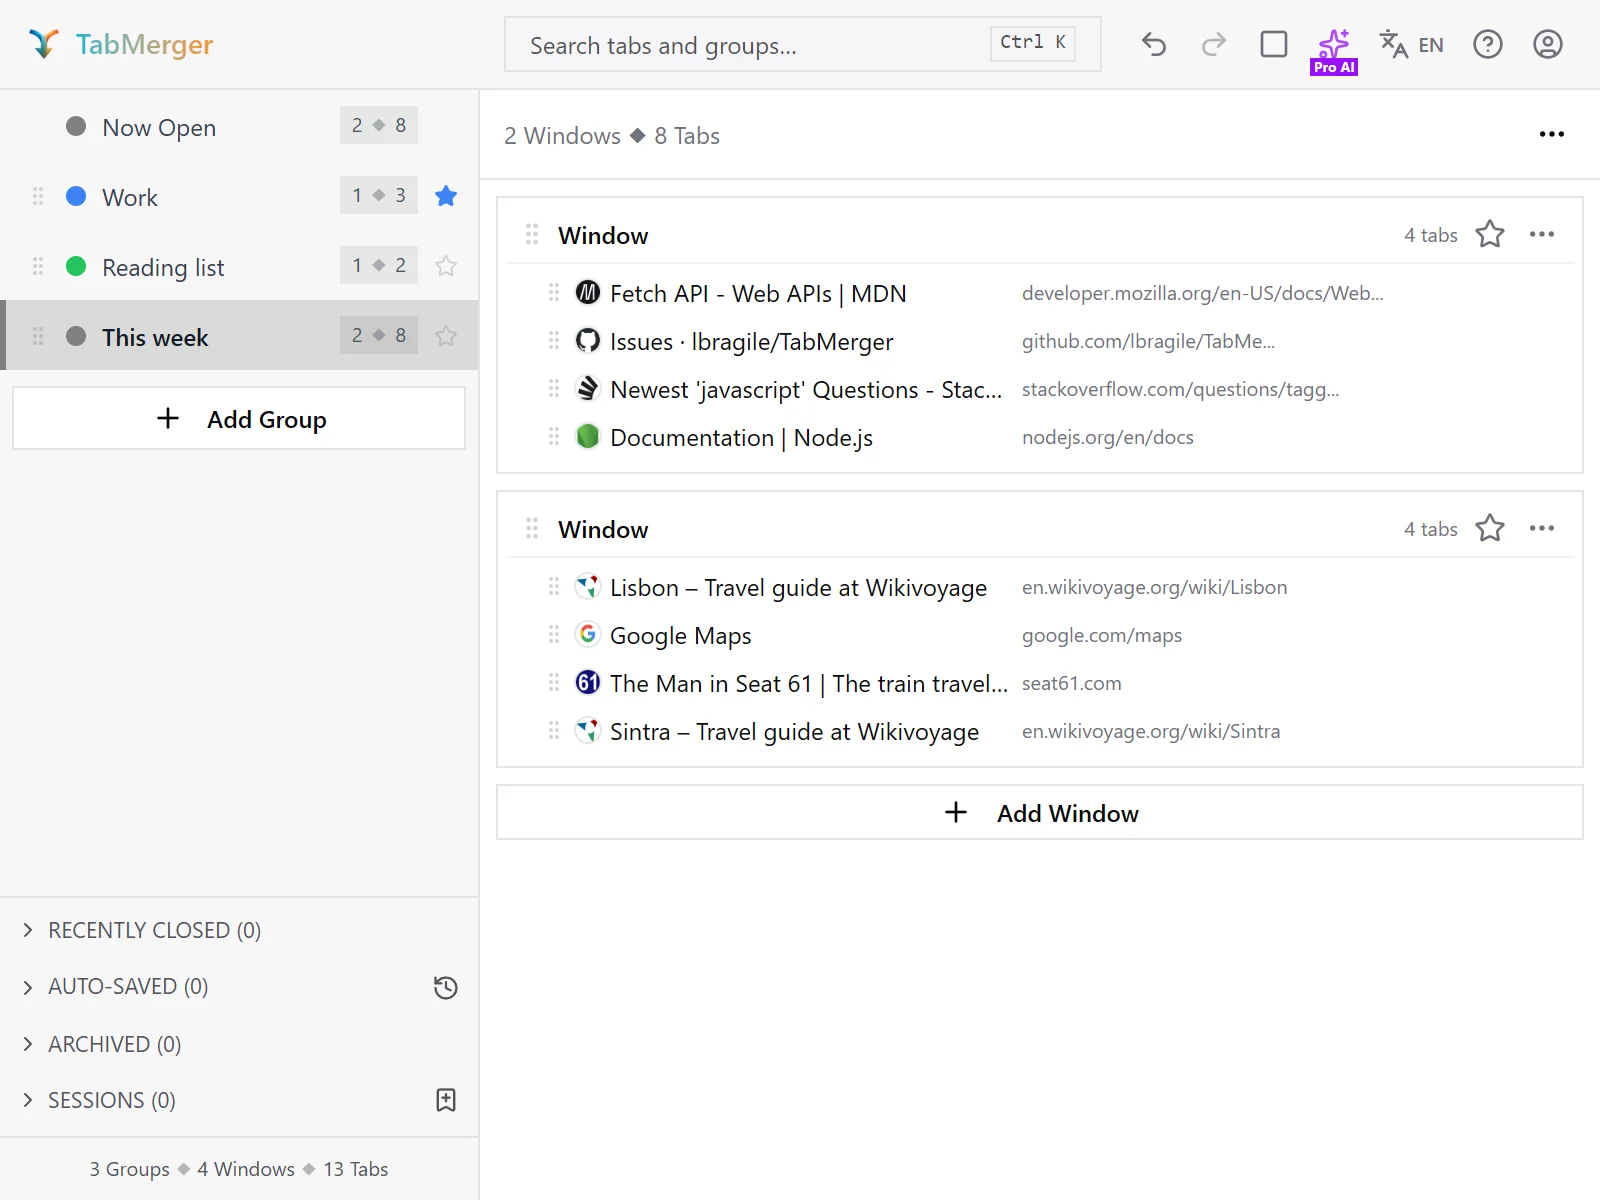 TabMerger
Search tabs and groups... Ctrl K
Pro AI
EN
Now Open 2 ◆ 8
Work 1 ◆ 3
Reading list 1 ◆ 2
This week 2 ◆ 8
+ Add Group
RECENTLY CLOSED (0)
AUTO-SAVED (0)
ARCHIVED (0)
SESSIONS (0)
3 Groups ◆ 4 Windows ◆ 13 Tabs
2 Windows ◆ 8 Tabs
Window 4 tabs
Fetch API - Web APIs | MDN developer.mozilla.org/en-US/docs/Web...
Issues · lbragile/TabMerger github.com/lbragile/TabMe...
Newest 'javascript' Questions - Stac... stackoverflow.com/questions/tagg...
Documentation | Node.js nodejs.org/en/docs
Window 4 tabs
Lisbon – Travel guide at Wikivoyage en.wikivoyage.org/wiki/Lisbon
Google Maps google.com/maps
61 The Man in Seat 61 | The train travel... seat61.com
Sintra – Travel guide at Wikivoyage en.wikivoyage.org/wiki/Sintra
+ Add Window